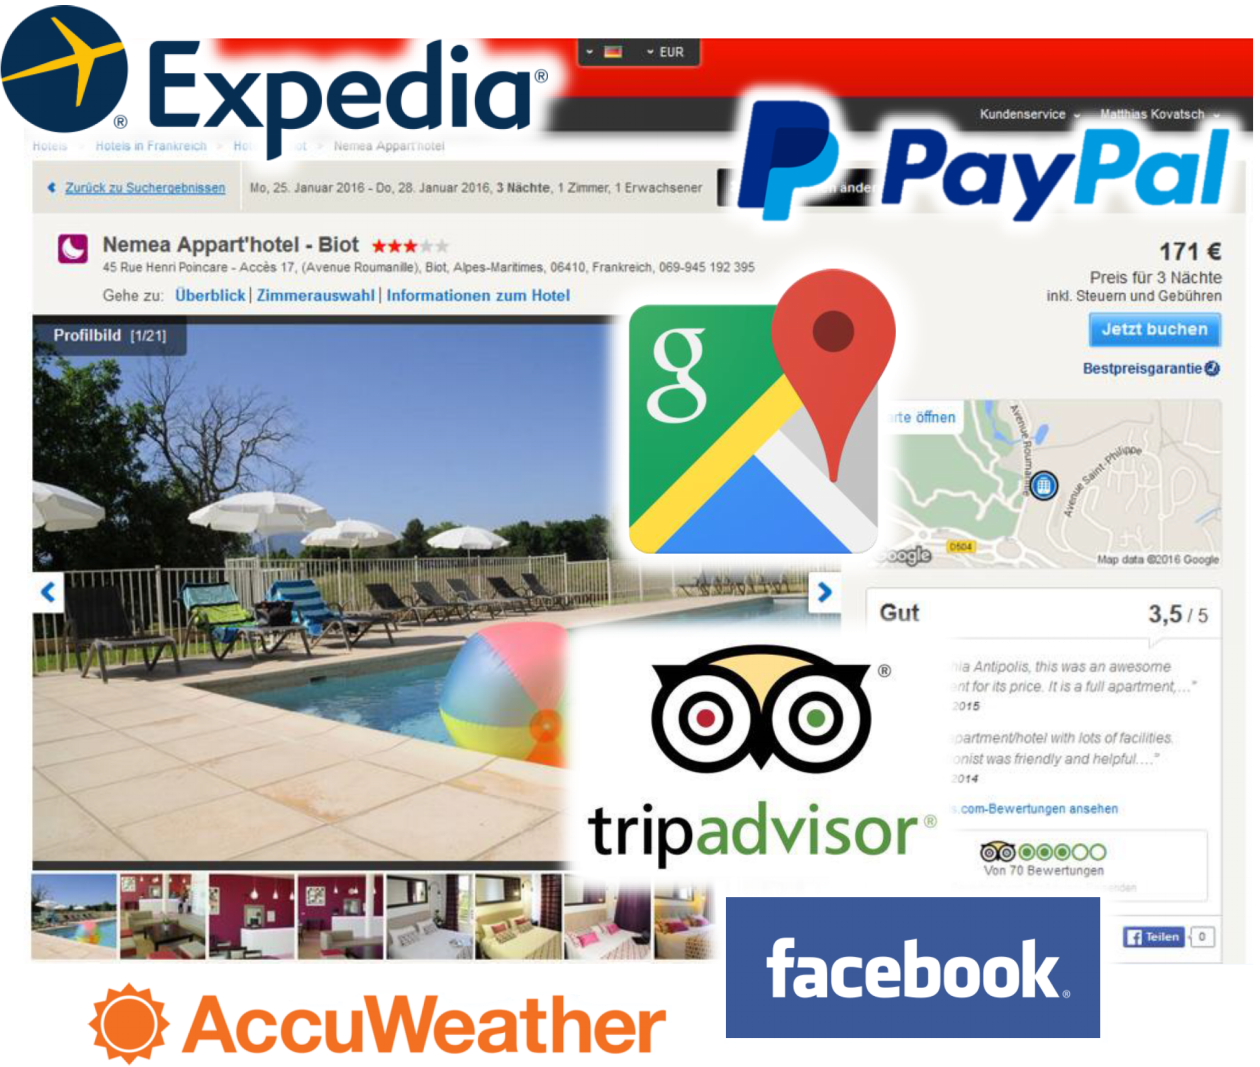 Expedia®
®
EUR
Kundenservice
Matthias Kovatsch
PayPal
Hotels > Hotels in Frankreich > > Nemea Appart'hotel
Zurück zu Suchergebnissen
Mo, 25. Januar 2016 - Do, 28. Januar 2016, 3 Nächte, 1 Zimmer, 1 Erwachsener
Nemea Appart'hotel - Biot
45 Rue Henri Poincare - Accès 17, (Avenue Roumanille), Biot, Alpes-Maritimes, 06410, Frankreich, 069-945 192 395
Gehe zu: Überblick | Zimmerauswahl | Informationen zum Hotel
171 €
Preis für 3 Nächte
inkl. Steuern und Gebühren
Jetzt buchen
Bestpreisgarantie
Profilbild [1/21]
g
öffnen
Avenue Roumanille
Avenue Saint-Philippe
D504
Map data ©2016 Google
Gut
3,5 / 5
Antipolis, this was an awesome
for its price. It is a full apartment,..."
2015
with lots of facilities.
was friendly and helpful...."
2014
.com-Bewertungen ansehen
Von 70 Bewertungen
tripadvisor®
®
Teilen 0
facebook®
AccuWeather